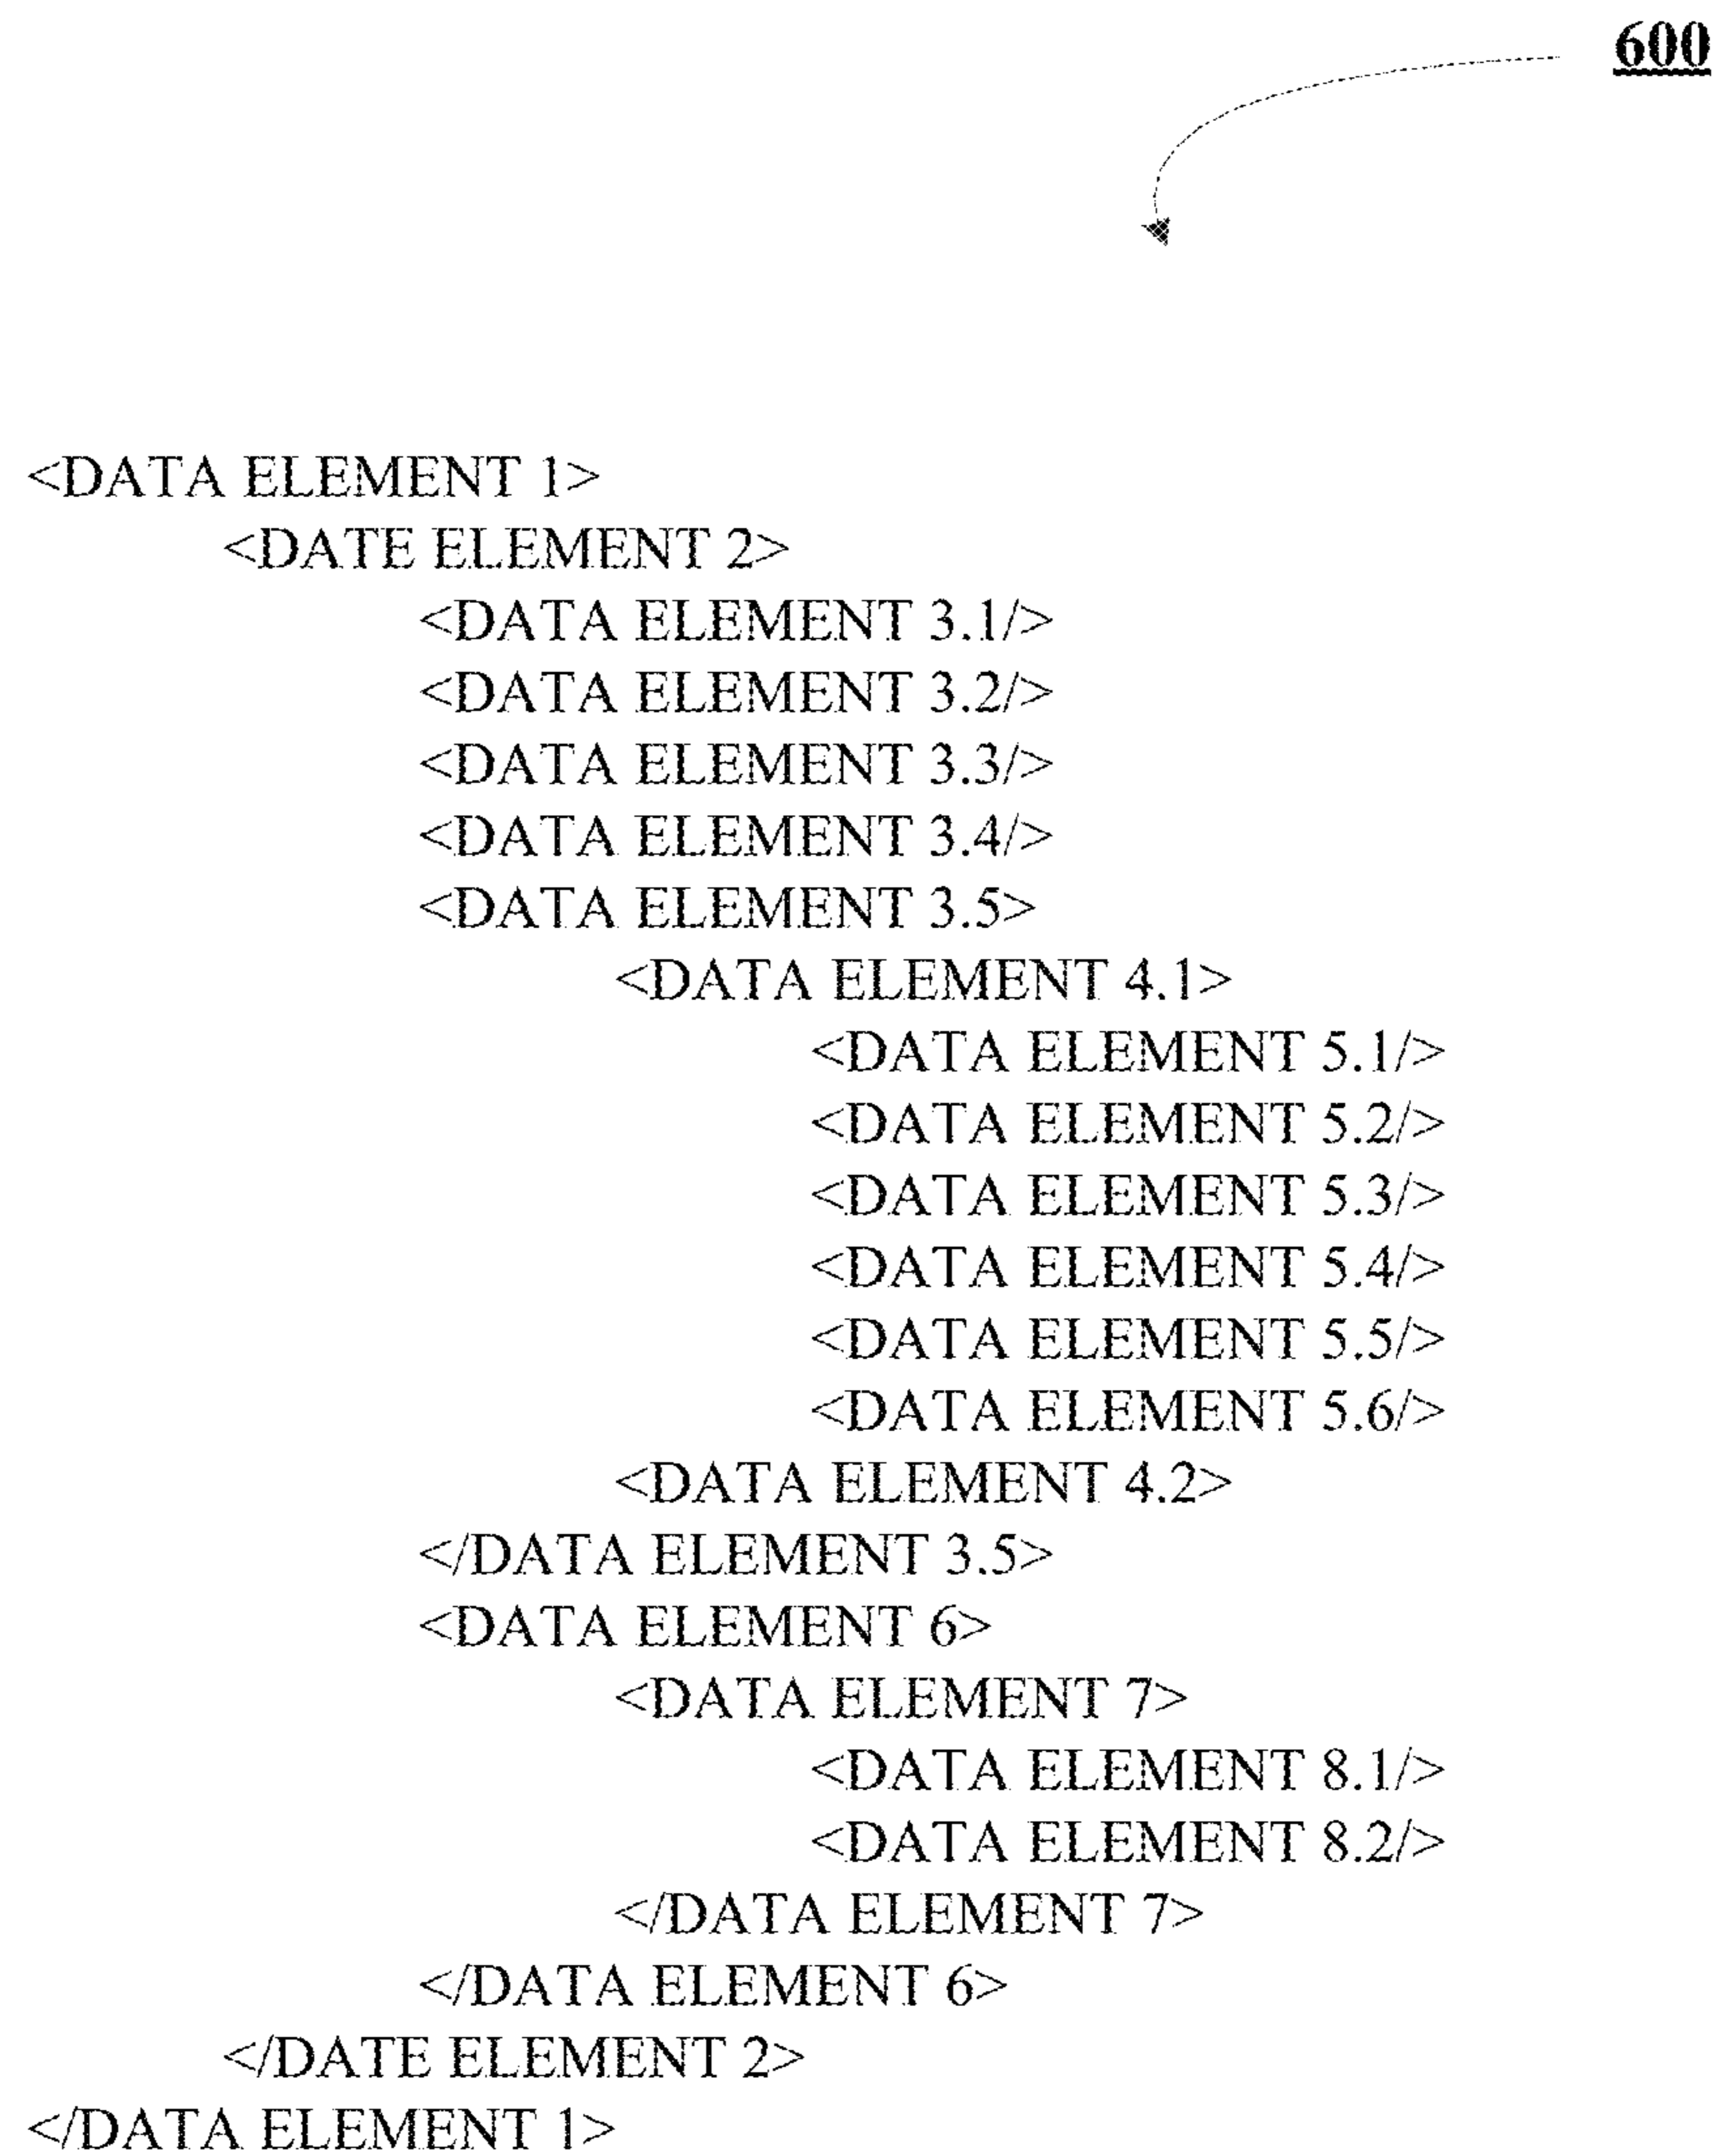 600
<DATA ELEMENT 1>
<DATE ELEMENT 2>
<DATA ELEMENT 3.1/>
<DATA ELEMENT 3.2/>
<DATA ELEMENT 3.3/>
<DATA ELEMENT 3.4/>
<DATA ELEMENT 3.5>
<DATA ELEMENT 4.1>
<DATA ELEMENT 5.1/>
<DATA ELEMENT 5.2/>
<DATA ELEMENT 5.3/>
<DATA ELEMENT 5.4/>
<DATA ELEMENT 5.5/>
<DATA ELEMENT 5.6/>
<DATA ELEMENT 4.2>
</DATA ELEMENT 3.5>
<DATA ELEMENT 6>
<DATA ELEMENT 7>
<DATA ELEMENT 8.1/>
<DATA ELEMENT 8.2/>
</DATA ELEMENT 7>
</DATA ELEMENT 6>
</DATE ELEMENT 2>
</DATA ELEMENT 1>